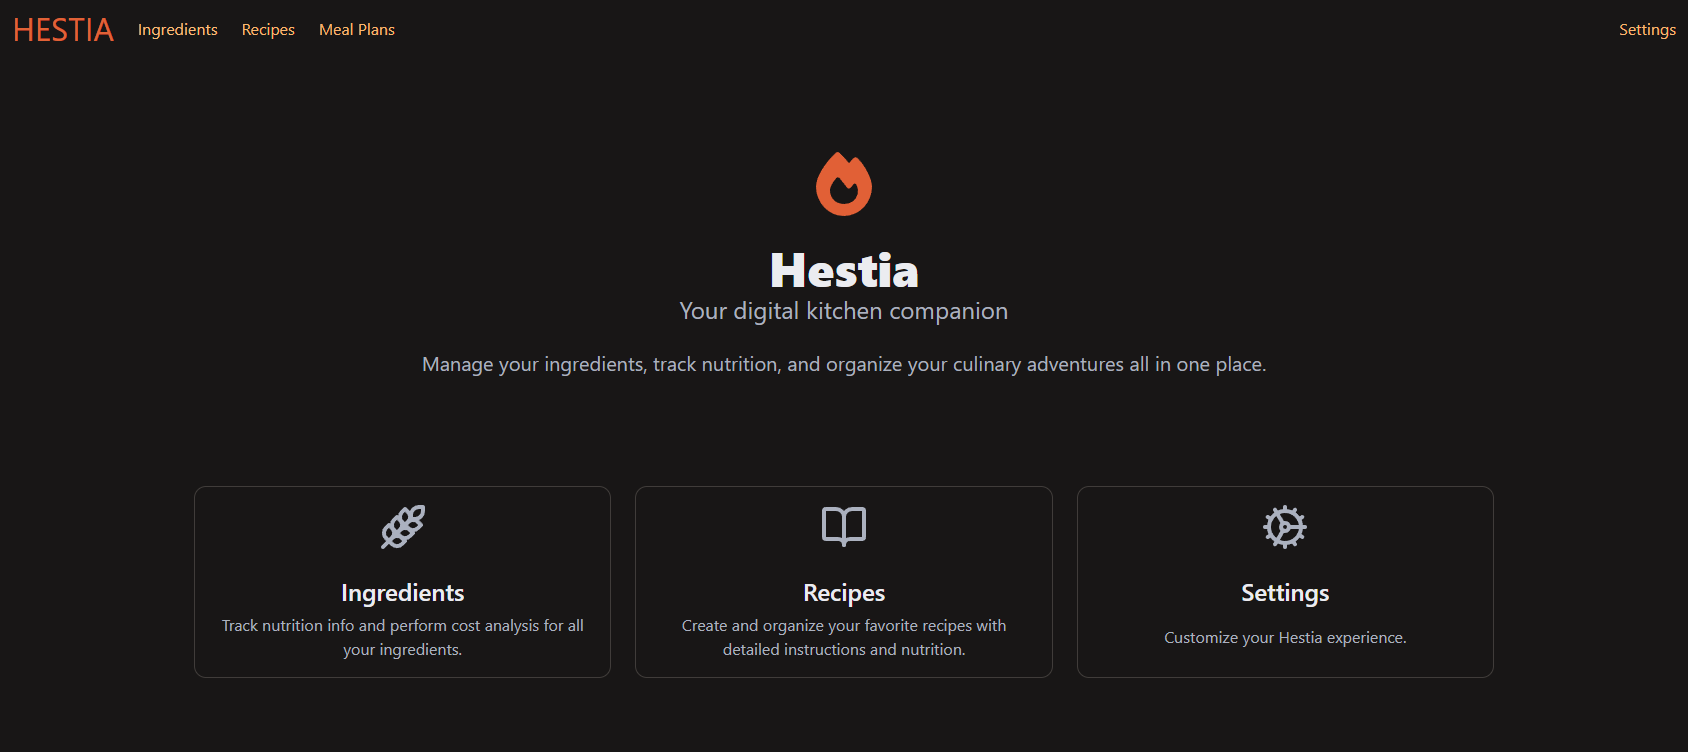 HESTIA Ingredients Recipes Meal Plans Settings
Hestia
Your digital kitchen companion
Manage your ingredients, track nutrition, and organize your culinary adventures all in one place.
Ingredients
Track nutrition info and perform cost analysis for all
your ingredients.
Recipes
Create and organize your favorite recipes with
detailed instructions and nutrition.
Settings
Customize your Hestia experience.